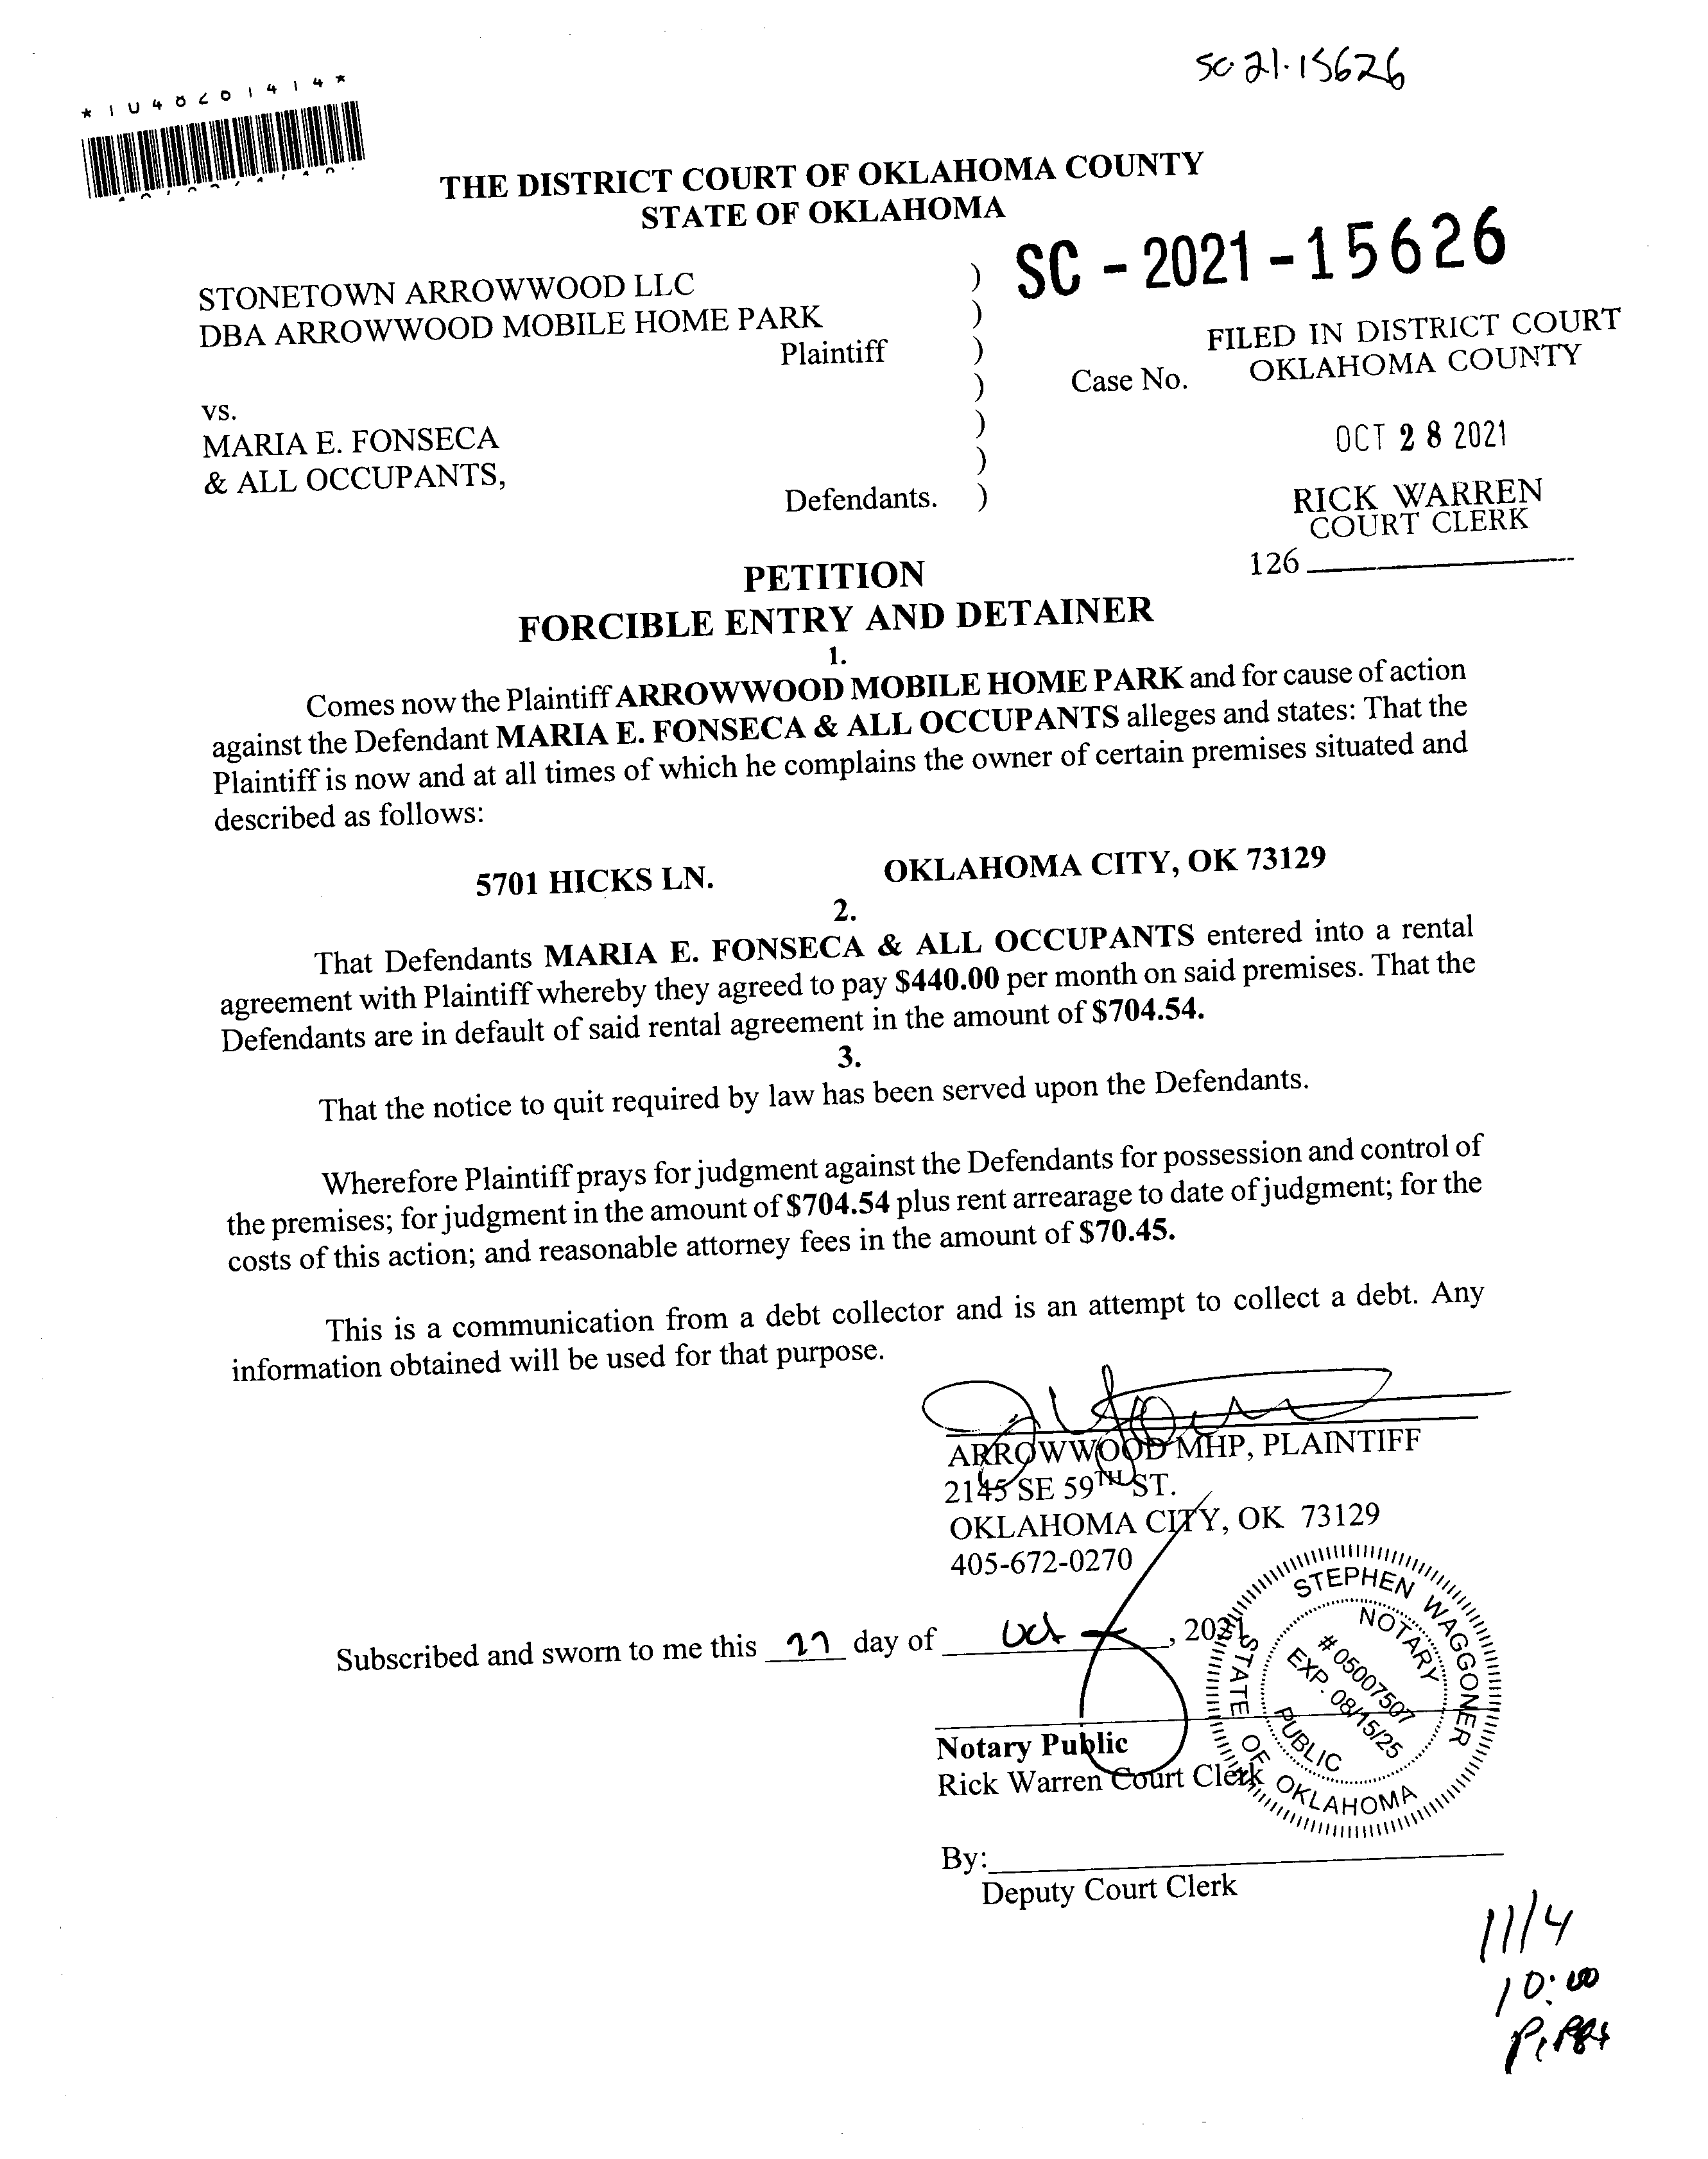 SC-21-15626
THE DISTRICT COURT OF OKLAHOMA COUNTY
STATE OF OKLAHOMA
SC - 2021 - 15626
STONETOWN ARROWWOOD LLC )
DBA ARROWWOOD MOBILE HOME PARK )
Plaintiff )
FILED IN DISTRICT COURT
OKLAHOMA COUNTY
) Case No.
vs. )
MARIA E. FONSECA )
& ALL OCCUPANTS,
Defendants. )
OCT 28 2021
RICK WARREN
COURT CLERK
126
PETITION
FORCIBLE ENTRY AND DETAINER
1.
Comes now the Plaintiff ARROWWOOD MOBILE HOME PARK and for cause of action
against the Defendant MARIA E. FONSECA & ALL OCCUPANTS alleges and states: That the
Plaintiff is now and at all times of which he complains the owner of certain premises situated and
described as follows:
5701 HICKS LN. OKLAHOMA CITY, OK 73129
2.
That Defendants MARIA E. FONSECA & ALL OCCUPANTS entered into a rental
agreement with Plaintiff whereby they agreed to pay $440.00 per month on said premises. That the
Defendants are in default of said rental agreement in the amount of $704.54.
3.
That the notice to quit required by law has been served upon the Defendants.
Wherefore Plaintiff prays for judgment against the Defendants for possession and control of
the premises; for judgment in the amount of $704.54 plus rent arrearage to date of judgment; for the
costs of this action; and reasonable attorney fees in the amount of $70.45.
This is a communication from a debt collector and is an attempt to collect a debt. Any
information obtained will be used for that purpose.
ARROWWOOD MHP, PLAINTIFF
2145 SE 59TH ST.
OKLAHOMA CITY, OK 73129
405-672-0270
Subscribed and sworn to me this 27 day of Oct, 2021.
STEPHEN WAGGONER
NOTARY PUBLIC
# 05007507
EXP. 08/15/25
STATE OF OKLAHOMA
Notary Public
Rick Warren Court Clerk
By:
Deputy Court Clerk
11/4
10:00